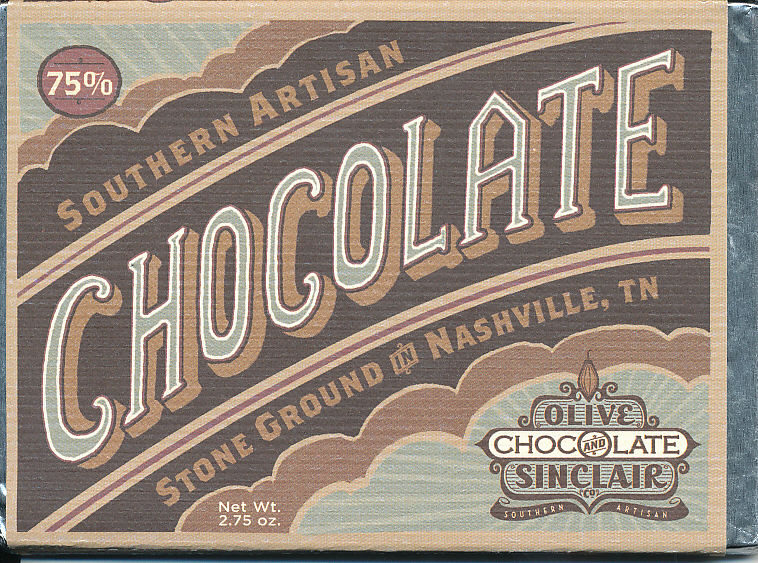 75%
SOUTHERN ARTISAN
CHOCOLATE
STONE GROUND IN NASHVILLE, TN
Net Wt.
2.75 oz.
OLIVE
CHOCOLATE
AND
SINCLAIR
CO
SOUTHERN ARTISAN